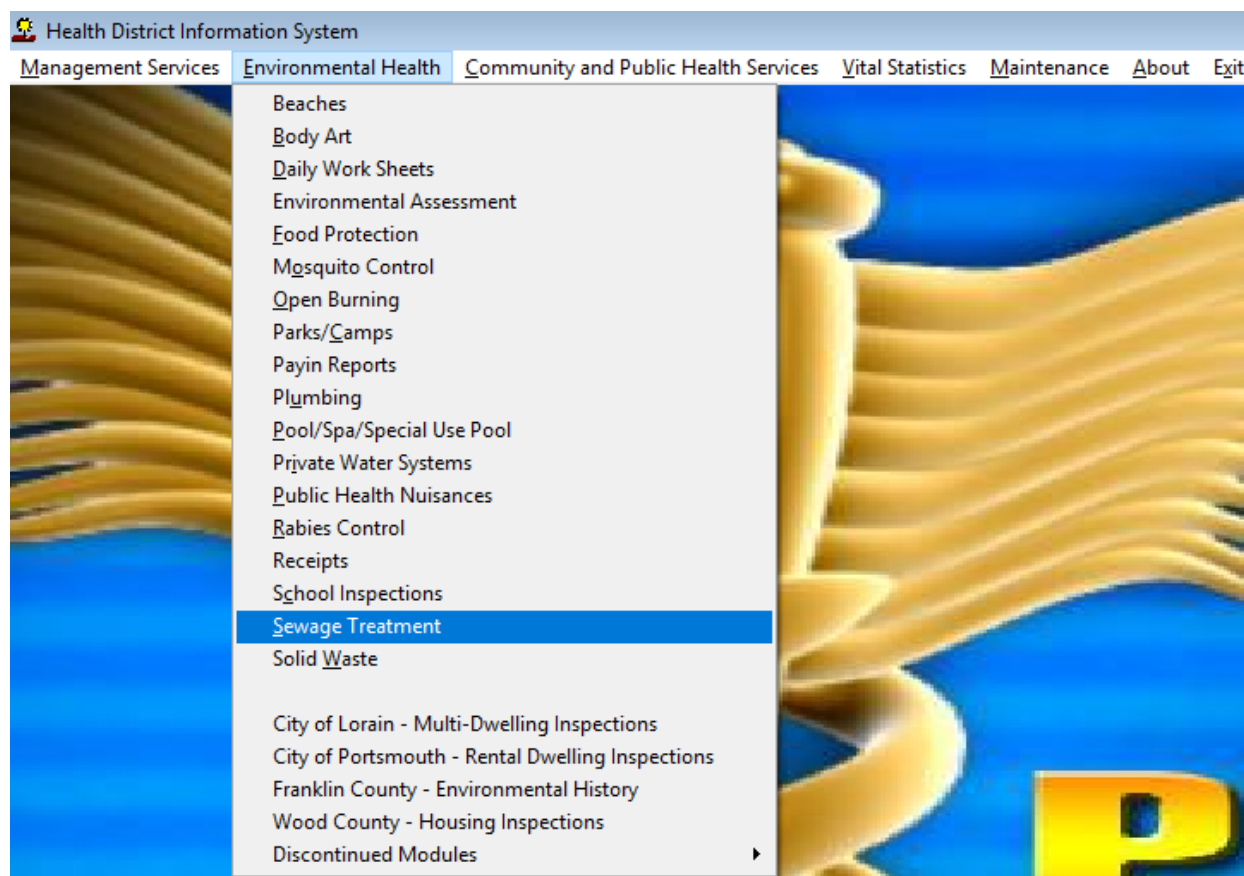 Health District Information System
Management Services Environmental Health Community and Public Health Services Vital Statistics Maintenance About Exit
Beaches
Body Art
Daily Work Sheets
Environmental Assessment
Food Protection
Mosquito Control
Open Burning
Parks/Camps
Payin Reports
Plumbing
Pool/Spa/Special Use Pool
Private Water Systems
Public Health Nuisances
Rabies Control
Receipts
School Inspections
Sewage Treatment
Solid Waste
City of Lorain - Multi-Dwelling Inspections
City of Portsmouth - Rental Dwelling Inspections
Franklin County - Environmental History
Wood County - Housing Inspections
Discontinued Modules
P